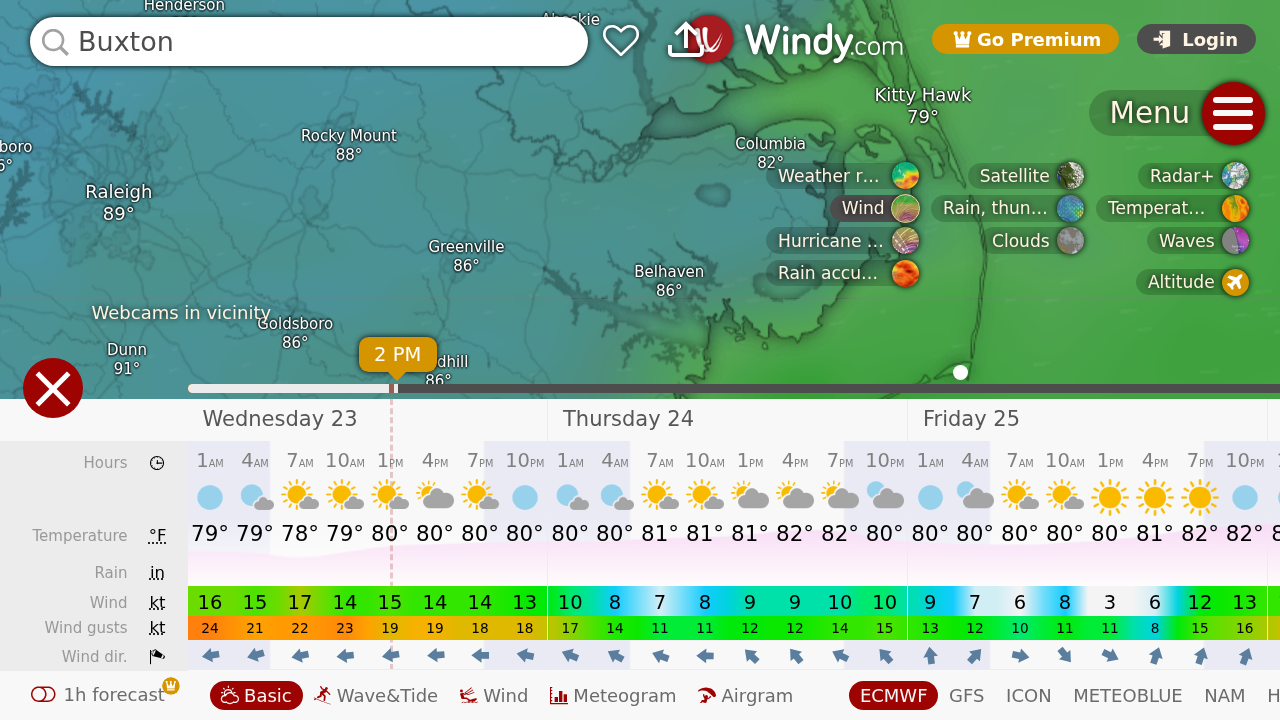 Henderson
Buxton
Windy.com
Go Premium
Login
Kitty Hawk
79°
Menu
Rocky Mount
88°
Columbia
82°
boro
Raleigh
89°
Weather r...
Satellite
Radar+
Wind
Rain, thun...
Temperat...
Hurricane ...
Clouds
Waves
Rain accu...
Altitude
Greenville
86°
Belhaven
86°
Webcams in vicinity
Goldsboro
86°
Dunn
91°
2 PM
dhill
86°
Wednesday 23
Thursday 24
Friday 25
Hours 1AM 4AM 7AM 10AM 1PM 4PM 7PM 10PM 1AM 4AM 7AM 10AM 1PM 4PM 7PM 10PM 1AM 4AM 7AM 10AM 1PM 4PM 7PM 10PM
Temperature °F 79° 79° 78° 79° 80° 80° 80° 80° 80° 80° 81° 81° 81° 82° 82° 80° 80° 80° 80° 80° 80° 81° 82° 82° 8
Rain in
Wind kt 16 15 17 14 15 14 14 13 10 8 7 8 9 9 10 10 9 7 6 8 3 6 12 13
Wind gusts kt 24 21 22 23 19 19 18 18 17 14 11 11 12 12 14 15 13 12 10 11 11 8 15 16
Wind dir.
1h forecast
Basic
Wave&Tide
Wind
Meteogram
Airgram
ECMWF
GFS
ICON
METEOBLUE
NAM
H